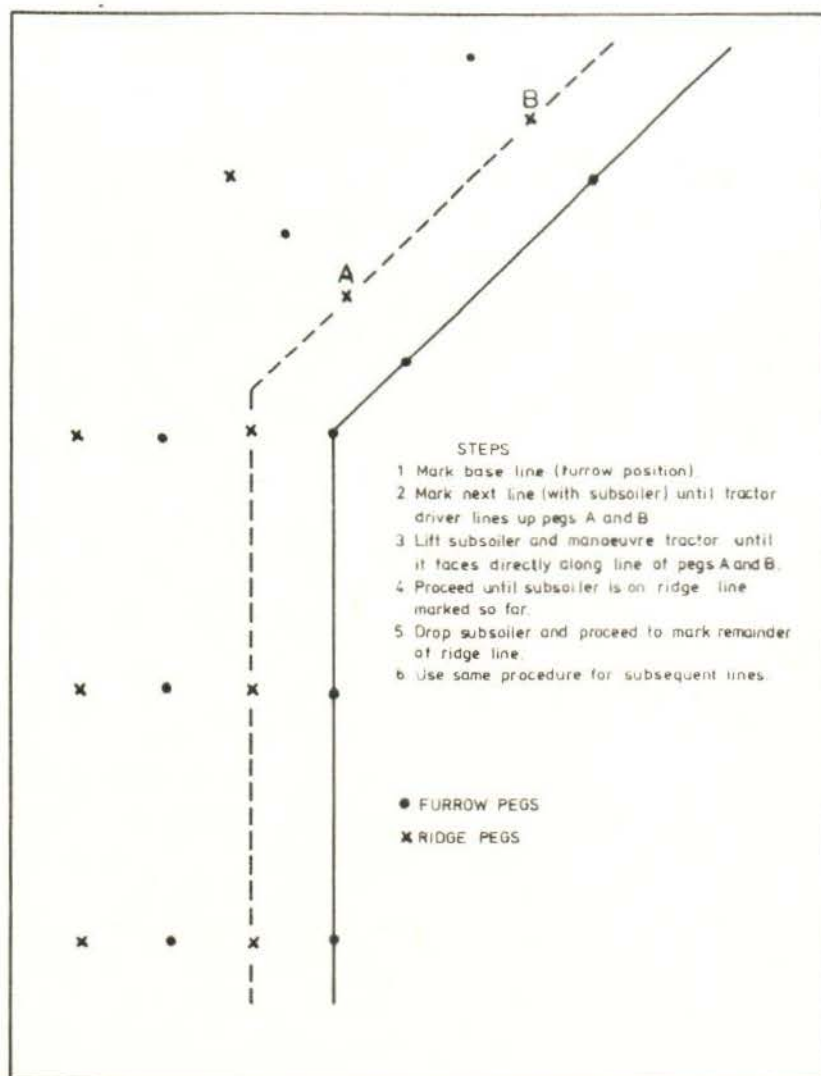 B
A
STEPS
1 Mark base line (furrow position).
2 Mark next line (with subsoiler) until tractor
driver lines up pegs A and B
3 Lift subsoiler and manoeuvre tractor until
it faces directly along line of pegs A and B.
4 Proceed until subsoiler is on ridge line
marked so far.
5 Drop subsoiler and proceed to mark remainder
of ridge line.
6 Use same procedure for subsequent lines.
FURROW PEGS
RIDGE PEGS